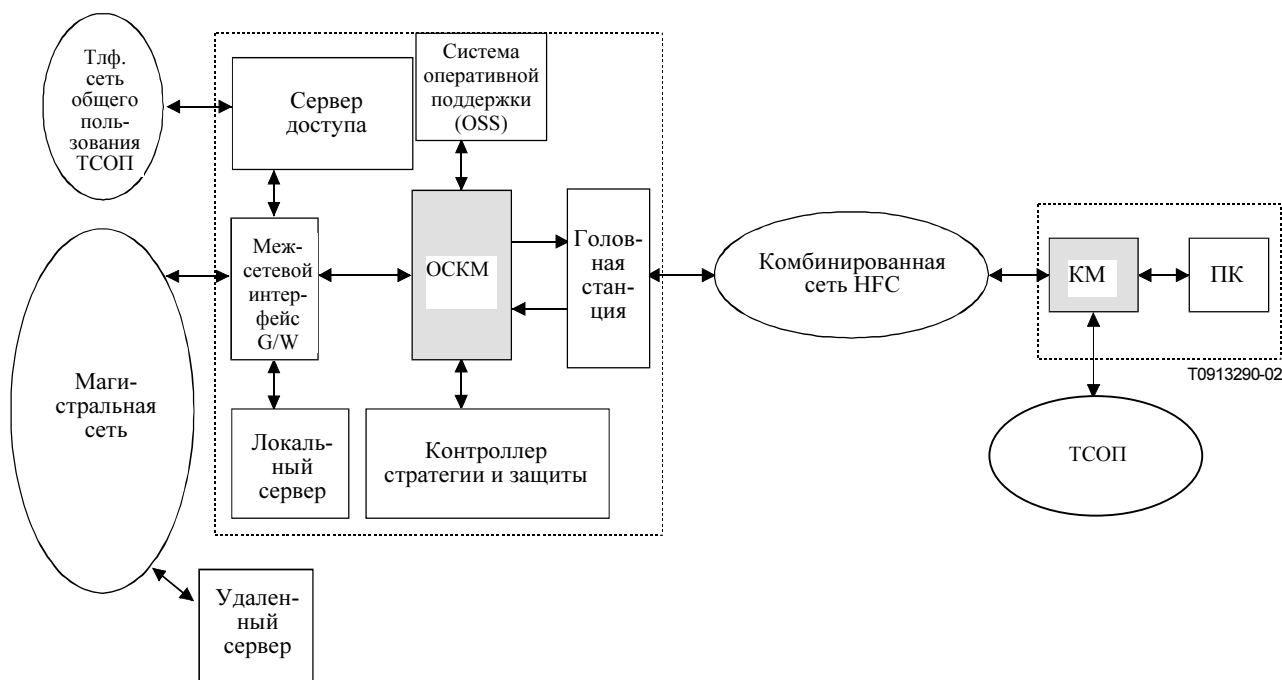 Тлф.
сеть
общего
поль-
зования
ТСОП
Сервер
доступа
Система
оперативной
поддержки
(OSS)
Меж-
сетевой
интер-
фейс
G/W
ОСКМ
Голов-
ная
стан-
ция
Комбинированная
сеть HFC
КМ
ПК
T0913290-02
Маги-
стральная
сеть
Локаль-
ный
сервер
Контроллер
стратегии и защиты
ТСОП
Удален-
ный
сервер